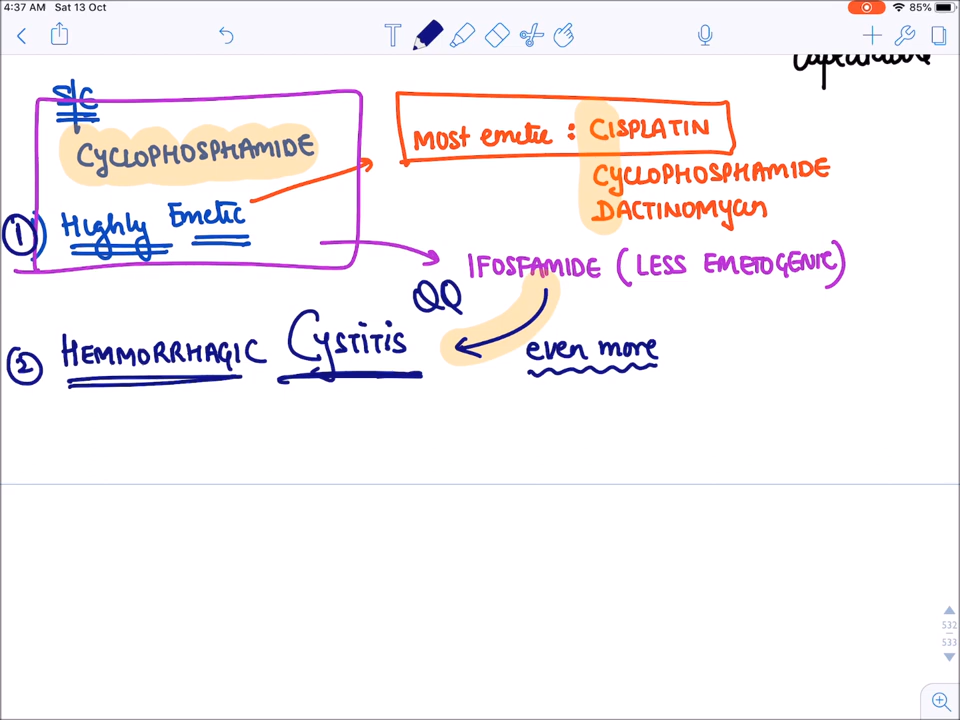 4:37 AM Sat 13 Oct
85%
T
S/C
CYCLOPHOSPHAMIDE
1) Highly Emetic
Most emetic : CISPLATIN
CYCLOPHOSPHAMIDE
DACTINOMYCIN
IFOSFAMIDE (LESS EMETOGENIC)
QQ
2 HEMMORRHAGIC CYSTITIS
even more
532
533